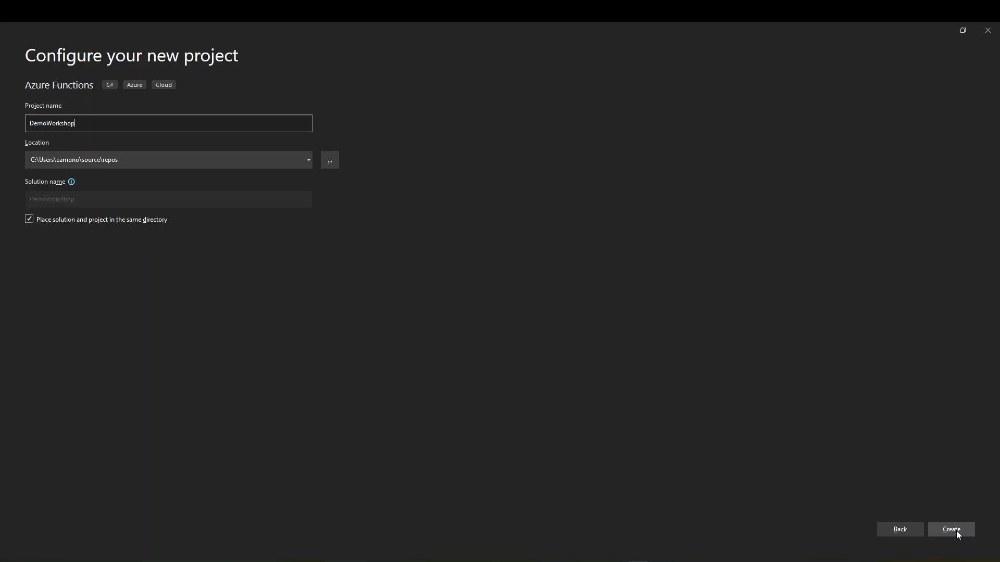 Configure your new project
Azure Functions C# Azure Cloud
Project name
DemoWorkshop
Location
C:\Users\eamono\source\repos
...
Solution name
DemoWorkshop
Place solution and project in the same directory
Back Create